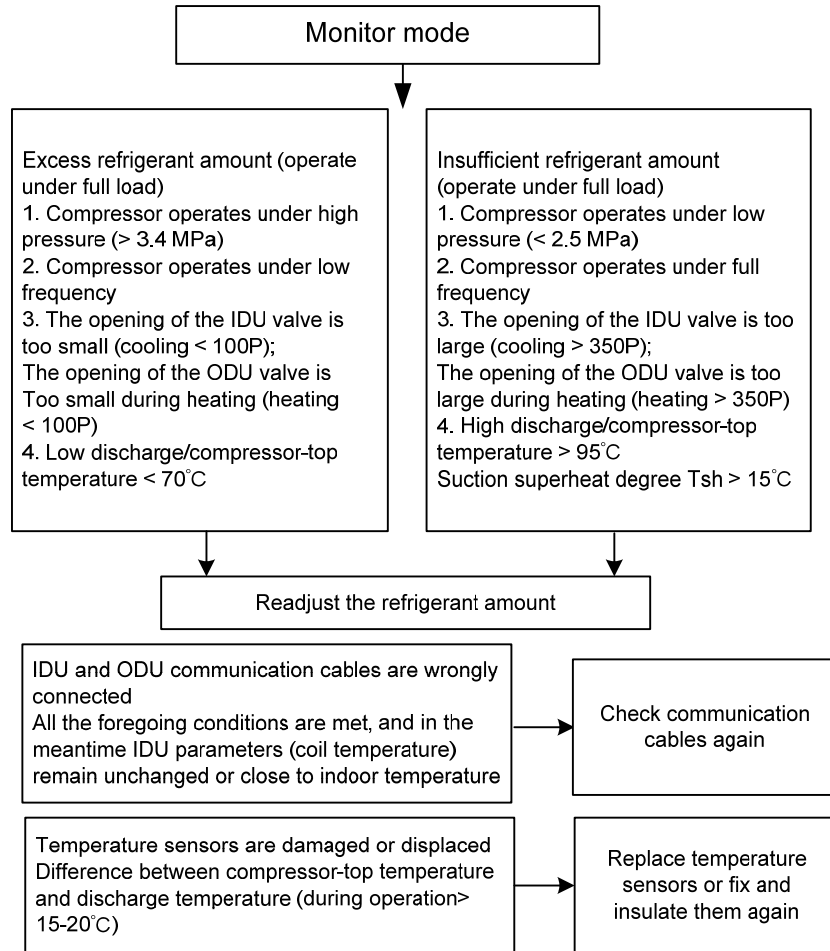 Monitor mode
Excess refrigerant amount (operate
under full load)
1. Compressor operates under high
pressure (> 3.4 MPa)
2. Compressor operates under low
frequency
3. The opening of the IDU valve is
too small (cooling < 100P);
The opening of the ODU valve is
Too small during heating (heating
< 100P)
4. Low discharge/compressor-top
temperature < 70°C
Insufficient refrigerant amount
(operate under full load)
1. Compressor operates under low
pressure (< 2.5 MPa)
2. Compressor operates under full
frequency
3. The opening of the IDU valve is too
large (cooling > 350P);
The opening of the ODU valve is too
large during heating (heating > 350P)
4. High discharge/compressor-top
temperature > 95°C
Suction superheat degree Tsh > 15°C
Readjust the refrigerant amount
IDU and ODU communication cables are wrongly
connected
All the foregoing conditions are met, and in the
meantime IDU parameters (coil temperature)
remain unchanged or close to indoor temperature
Check communication
cables again
Temperature sensors are damaged or displaced
Difference between compressor-top temperature
and discharge temperature (during operation>
15-20°C)
Replace temperature
sensors or fix and
insulate them again